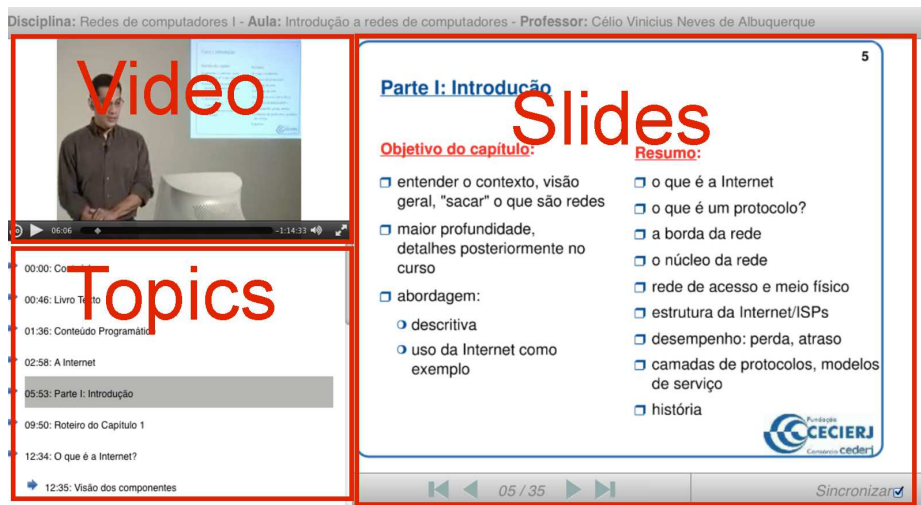 Disciplina: Redes de computadores I - Aula: Introdução a redes de computadores - Professor: Célio Vinicius Neves de Albuquerque
Video
06:06
-1:14:33
Topics
00:00:
00:46: Livro Texto
01:36: Conteúdo Programático
02:58: A Internet
05:53: Parte I: Introdução
09:50: Roteiro do Capítulo 1
12:34: O que é a Internet?
12:35: Visão dos componentes
Slides
5
Parte I: Introdução
Objetivo do capítulo:
entender o contexto, visão
geral, "sacar" o que são redes
maior profundidade,
detalhes posteriormente no
curso
abordagem:
descritiva
uso da Internet como
exemplo
Resumo:
o que é a Internet
o que é um protocolo?
a borda da rede
o núcleo da rede
rede de acesso e meio físico
estrutura da Internet/ISPs
desempenho: perda, atraso
camadas de protocolos, modelos
de serviço
história
Fundação
CECIERJ
Consórcio cederj
05 / 35
Sincronizar